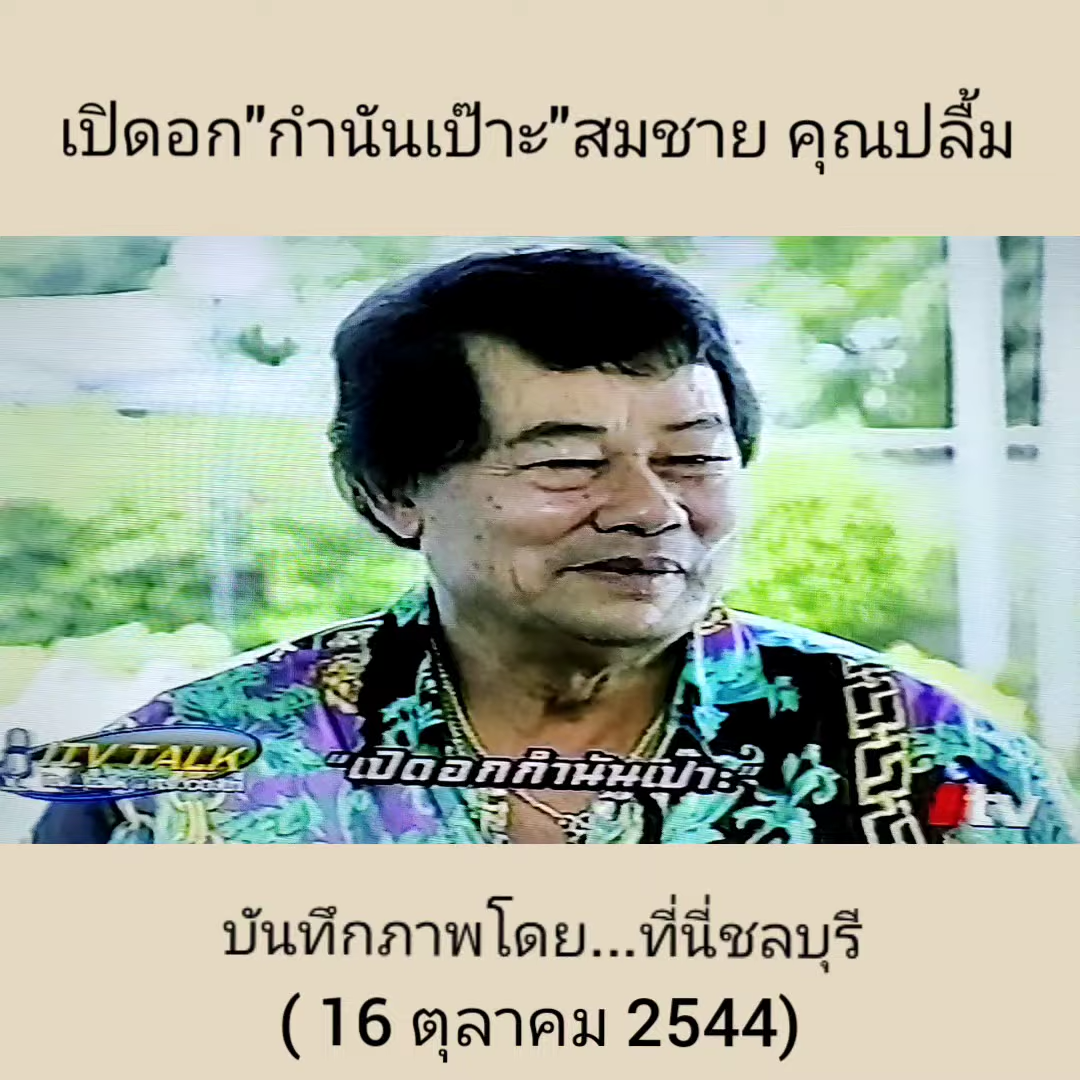 เปิดอก"กำนันเป๊าะ"สมชาย คุณปลื้ม
ITV TALK
"เปิดอกกำนันเป๊าะ"
itv
บันทึกภาพโดย...ที่นี่ชลบุรี
( 16 ตุลาคม 2544)